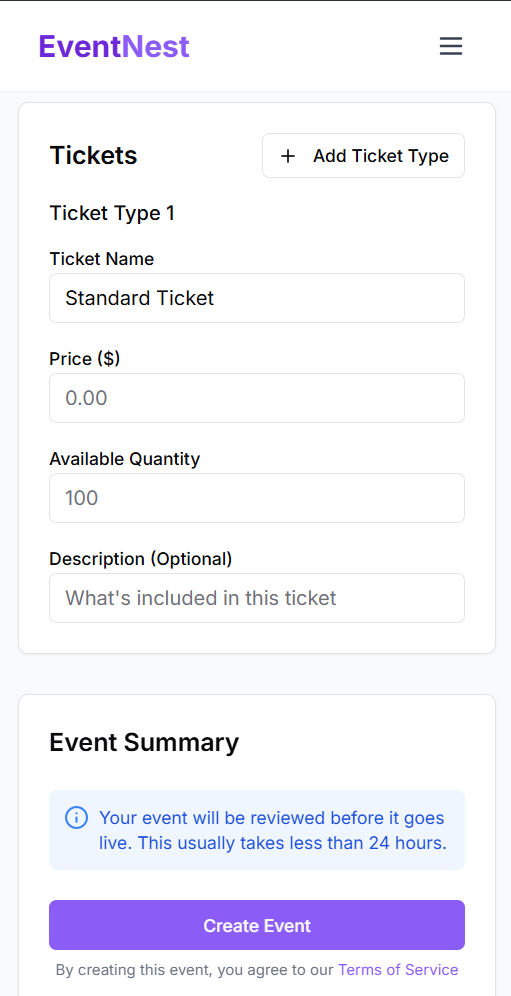 EventNest
Tickets
Add Ticket Type
Ticket Type 1
Ticket Name
Standard Ticket
Price ($)
0.00
Available Quantity
100
Description (Optional)
What's included in this ticket
Event Summary
Your event will be reviewed before it goes
live. This usually takes less than 24 hours.
Create Event
By creating this event, you agree to our Terms of Service